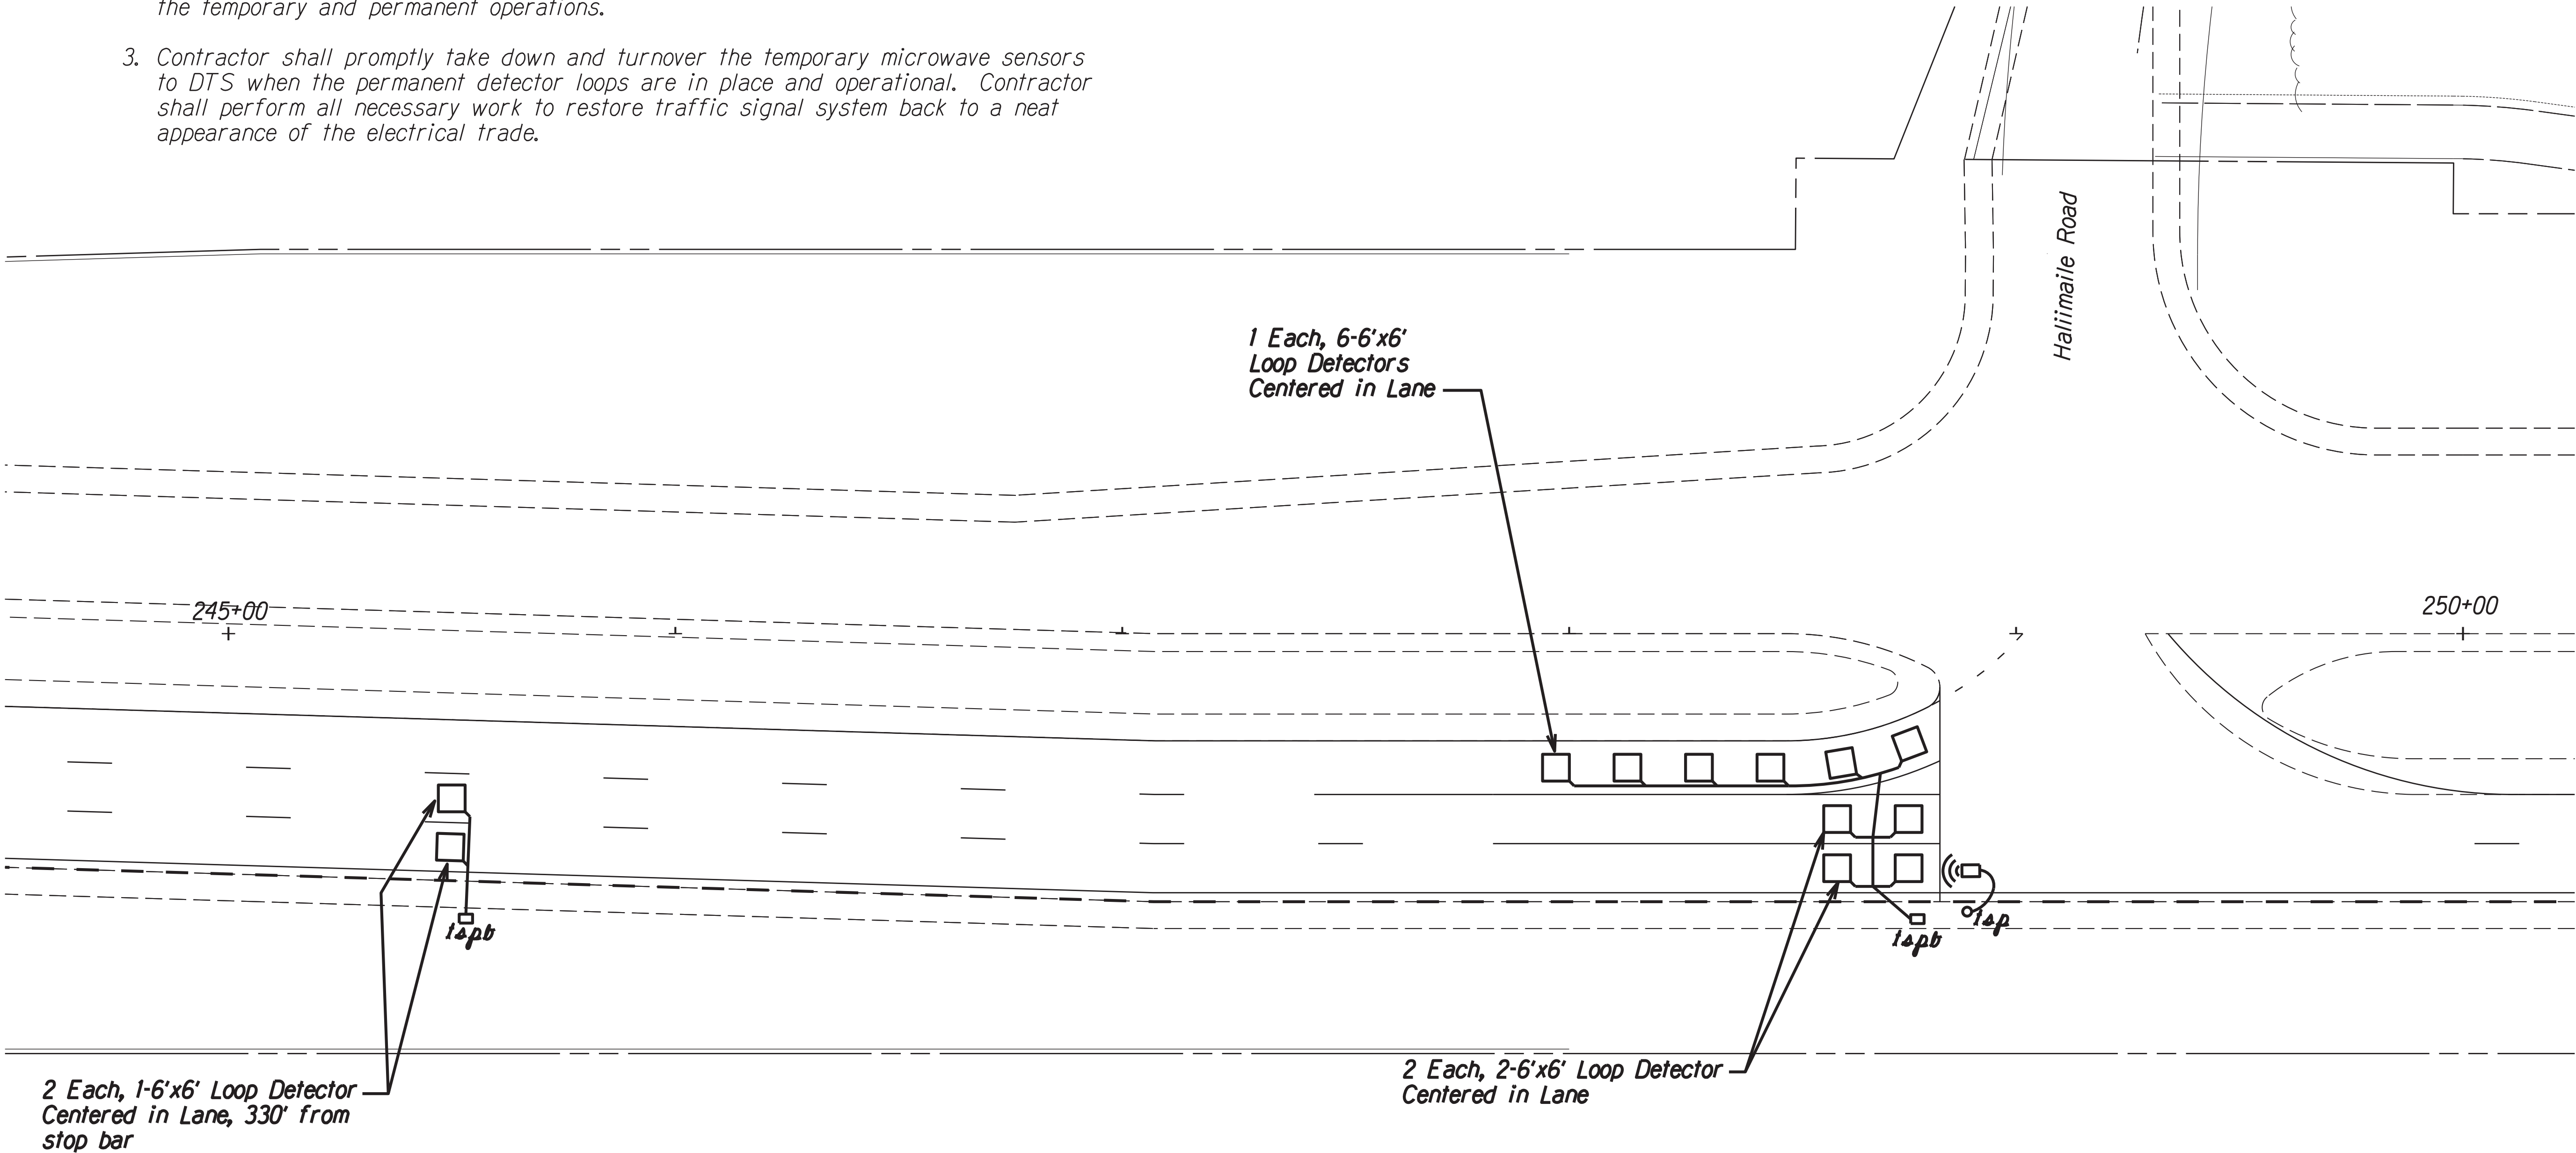 the temporary and permanent operations.
3. Contractor shall promptly take down and turnover the temporary microwave sensors
to DTS when the permanent detector loops are in place and operational. Contractor
shall perform all necessary work to restore traffic signal system back to a neat
appearance of the electrical trade.
Haliimaile Road
1 Each, 6-6'x6'
Loop Detectors
Centered in Lane
245+00
250+00
tspb
tsp
tspb
2 Each, 2-6'x6' Loop Detector
Centered in Lane
2 Each, 1-6'x6' Loop Detector
Centered in Lane, 330' from
stop bar